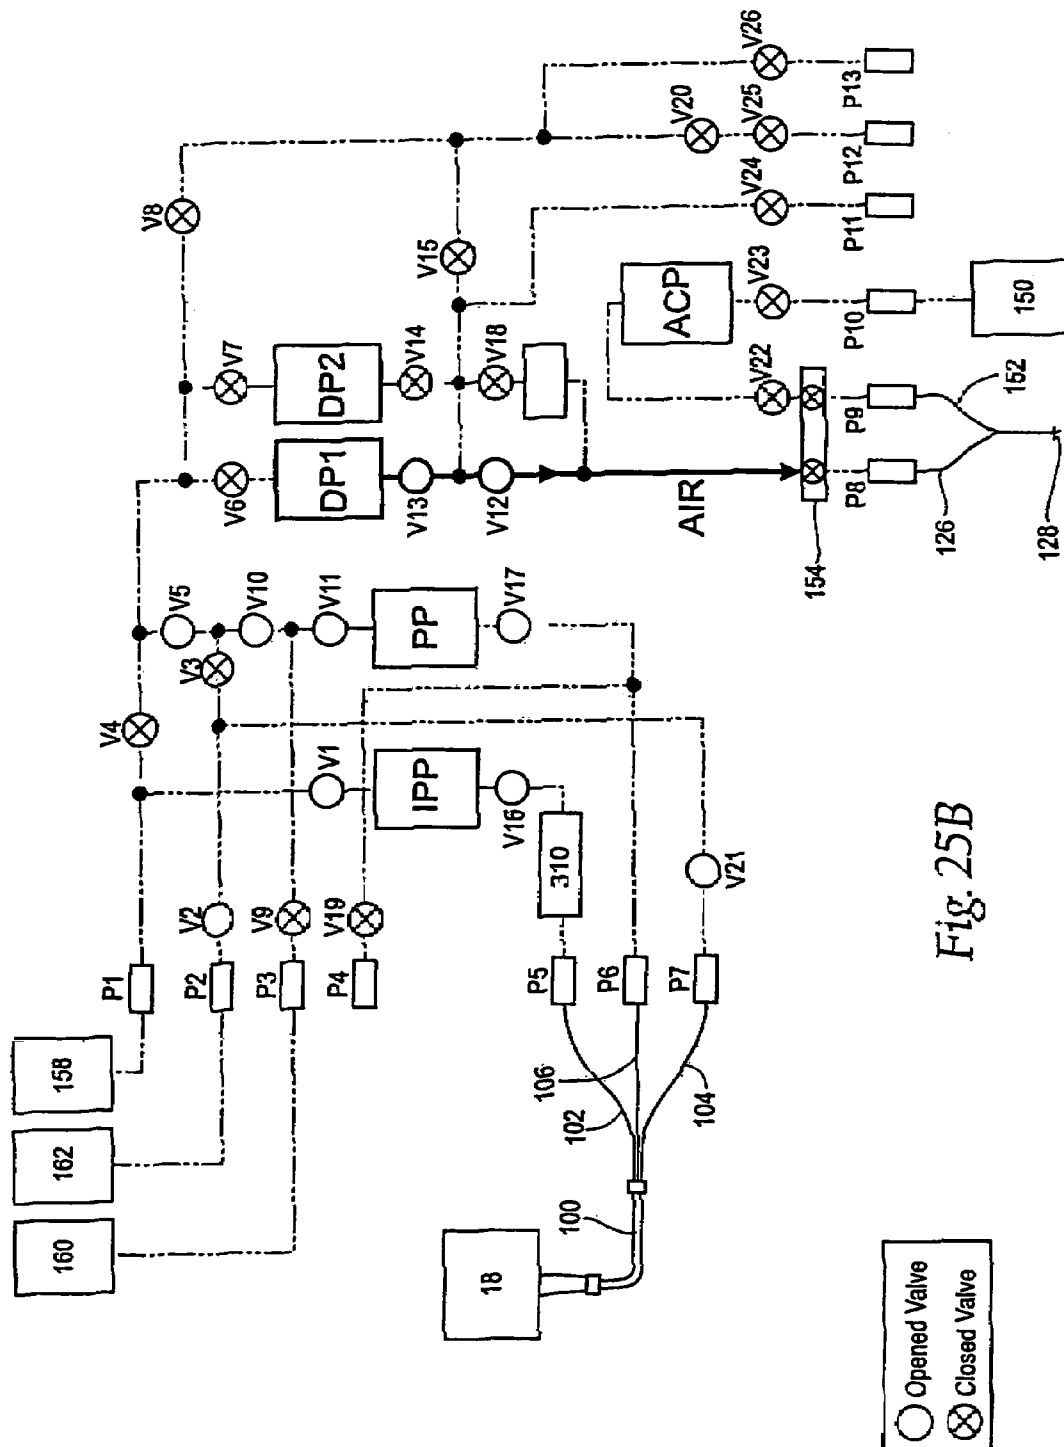 160
162
158
P1
P2
P3
P4
V2
V9
V19
V4
V3
V5
V10
V11
V1
IPP
V16
310
PP
V17
P5
P6
P7
V21
18
100
102
106
104
V8
V6
V7
DP1
DP2
V13
V14
V12
V18
V15
AIR
ACP
V22
V23
V24
V20
V25
V26
154
P8
P9
P10
P11
P12
P13
126
152
128
150
Opened Valve
Closed Valve
Fig. 25B